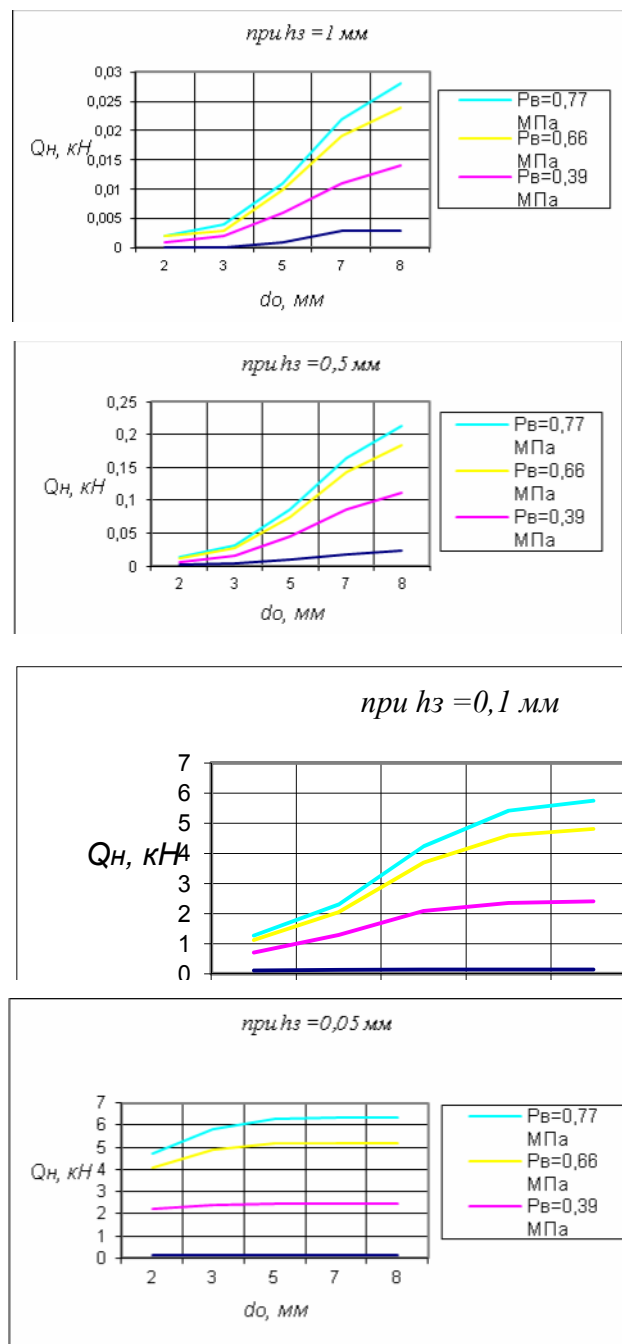 при hз =1 мм
0,03
0,025
0,02
Qн, кН
0,015
0,01
0,005
0
2 3 5 7 8
do, мм
Рв=0,77
МПа
Рв=0,66
МПа
Рв=0,39
МПа
при hз =0,5 мм
0,25
0,2
0,15
Qн, кН
0,1
0,05
0
2 3 5 7 8
do, мм
Рв=0,77
МПа
Рв=0,66
МПа
Рв=0,39
МПа
при hз =0,1 мм
7
6
5
Qн, кН
4
3
2
1
0
при hз =0,05 мм
7
6
5
Qн, кН
4
3
2
1
0
2 3 5 7 8
do, мм
Рв=0,77
МПа
Рв=0,66
МПа
Рв=0,39
МПа